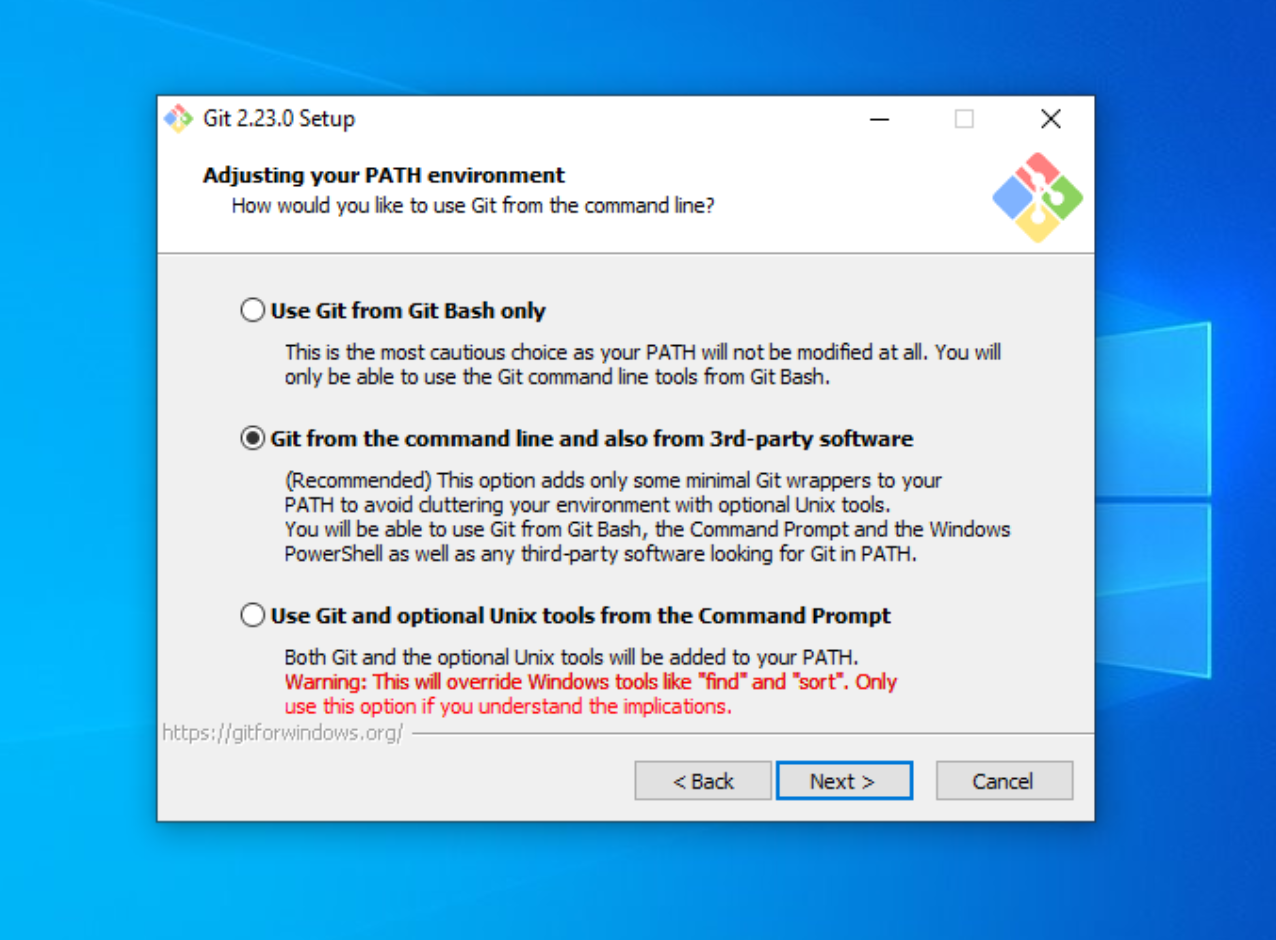 Git 2.23.0 Setup
Adjusting your PATH environment
How would you like to use Git from the command line?
Use Git from Git Bash only
This is the most cautious choice as your PATH will not be modified at all. You will
only be able to use the Git command line tools from Git Bash.
Git from the command line and also from 3rd-party software
(Recommended) This option adds only some minimal Git wrappers to your
PATH to avoid cluttering your environment with optional Unix tools.
You will be able to use Git from Git Bash, the Command Prompt and the Windows
PowerShell as well as any third-party software looking for Git in PATH.
Use Git and optional Unix tools from the Command Prompt
Both Git and the optional Unix tools will be added to your PATH.
Warning: This will override Windows tools like "find" and "sort". Only
use this option if you understand the implications.
https://gitforwindows.org/
< Back Next > Cancel